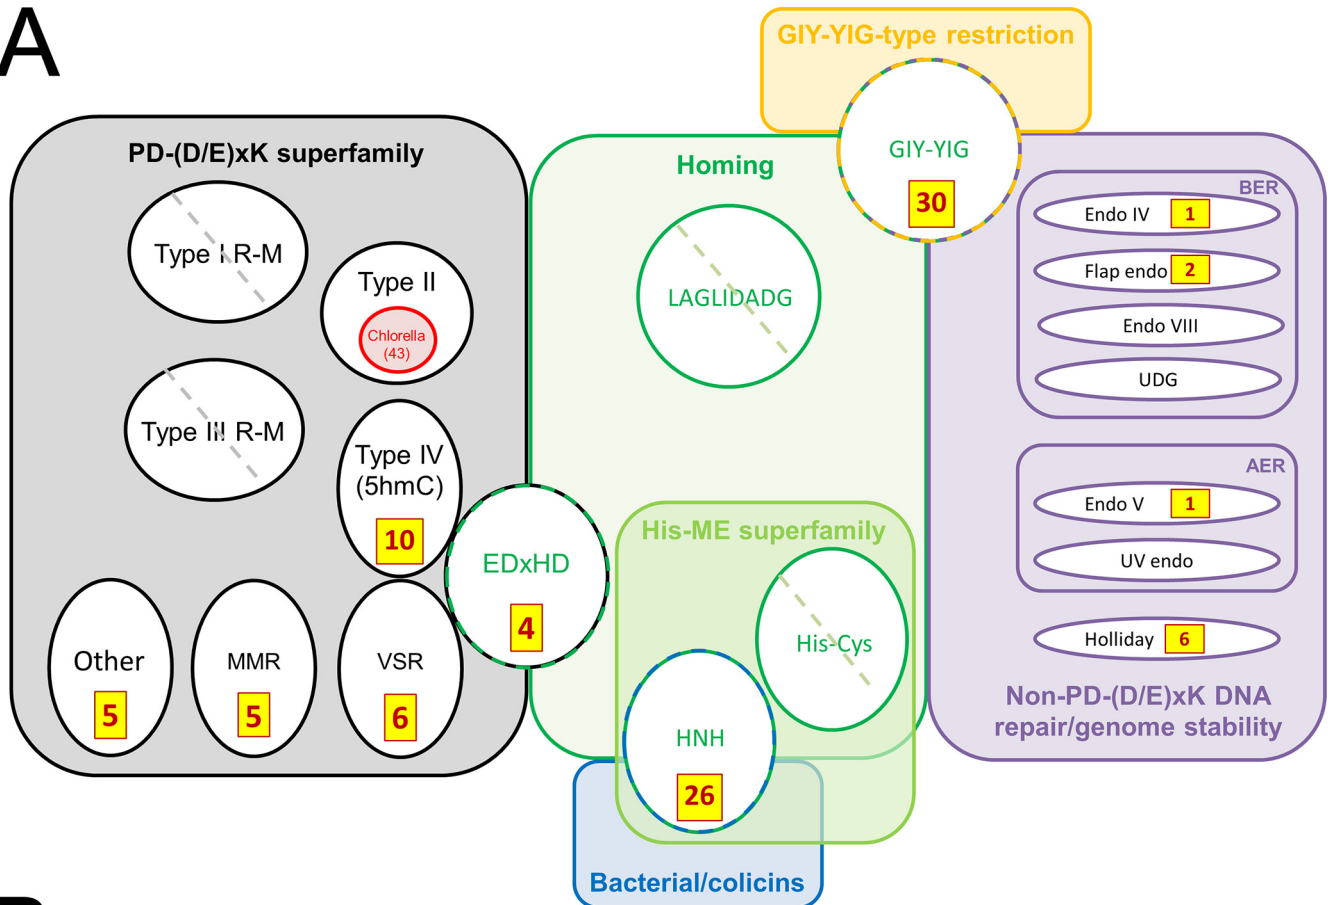 A
GIY-YIG-type restriction
GIY-YIG
30
PD-(D/E)xK superfamily
Type I R-M
Type II
Chlorella
(43)
Type III R-M
Type IV
(5hmC)
10
EDxHD
4
Other
5
MMR
5
VSR
6
Homing
LAGLIDADG
His-ME superfamily
His-Cys
HNH
26
Bacterial/colicins
BER
Endo IV 1
Flap endo 2
Endo VIII
UDG
AER
Endo V 1
UV endo
Holliday 6
Non-PD-(D/E)xK DNA
repair/genome stability